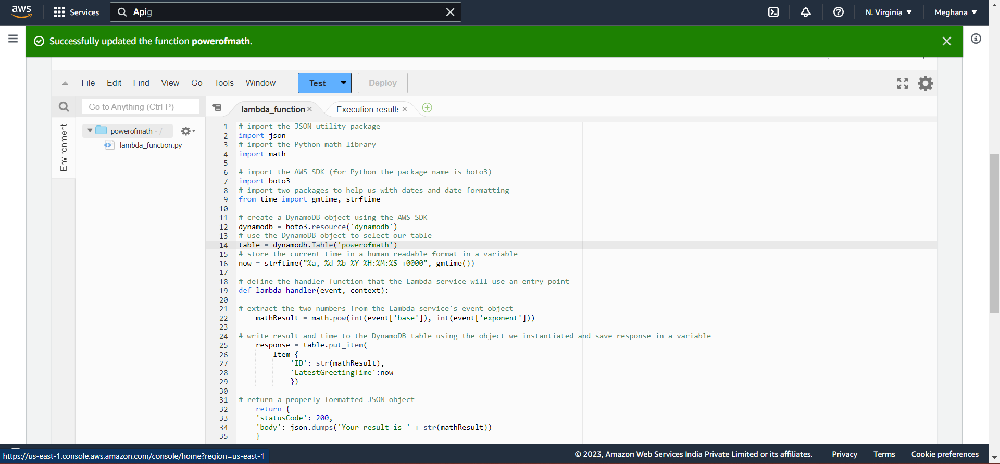 aws Services Apig N. Virginia ▼ Meghana ▼
Successfully updated the function powerofmath.
File Edit Find View Go Tools Window Test Deploy
Go to Anything (Ctrl-P)
lambda_function × Execution results ×
Environment
powerofmath - /
lambda_function.py
1 # import the JSON utility package
2 import json
3 # import the Python math library
4 import math
5
6 # import the AWS SDK (for Python the package name is boto3)
7 import boto3
8 # import two packages to help us with dates and date formatting
9 from time import gmtime, strftime
10
11 # create a DynamoDB object using the AWS SDK
12 dynamodb = boto3.resource('dynamodb')
13 # use the DynamoDB object to select our table
14 table = dynamodb.Table('powerofmath')
15 # store the current time in a human readable format in a variable
16 now = strftime("%a, %d %b %Y %H:%M:%S +0000", gmtime())
17
18 # define the handler function that the Lambda service will use an entry point
19 def lambda_handler(event, context):
20
21 # extract the two numbers from the Lambda service's event object
22     mathResult = math.pow(int(event['base']), int(event['exponent']))
23
24 # write result and time to the DynamoDB table using the object we instantiated and save response in a variable
25     response = table.put_item(
26         Item={
27             'ID': str(mathResult),
28             'LatestGreetingTime':now
29             })
30
31 # return a properly formatted JSON object
32     return {
33     'statusCode': 200,
34     'body': json.dumps('Your result is ' + str(mathResult))
35     }
https://us-east-1.console.aws.amazon.com/console/home?region=us-east-1
© 2023, Amazon Web Services India Private Limited or its affiliates. Privacy Terms Cookie preferences